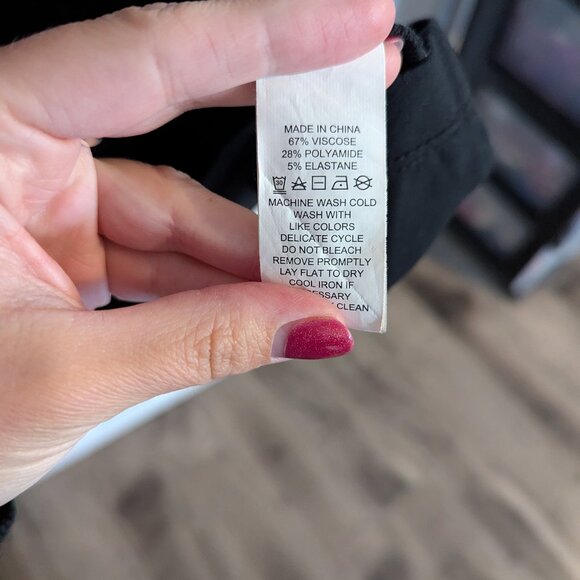 MADE IN CHINA
67% VISCOSE
28% POLYAMIDE
5% ELASTANE
MACHINE WASH COLD
WASH WITH
LIKE COLORS
DELICATE CYCLE
DO NOT BLEACH
REMOVE PROMPTLY
LAY FLAT TO DRY
COOL IRON IF
CLEAN